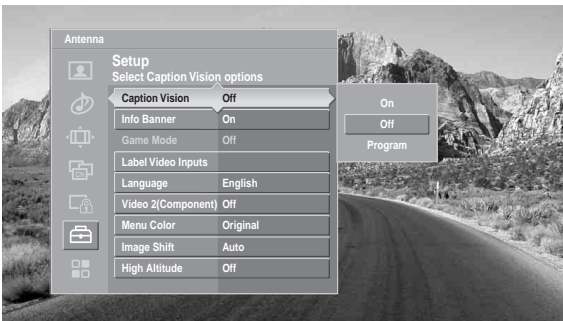 Antenna
Setup
Select Caption Vision options
Caption Vision Off
Info Banner On
Game Mode Off
Label Video Inputs
Language English
Video 2(Component) Off
Menu Color Original
Image Shift Auto
High Altitude Off
On
Off
Program
Ch